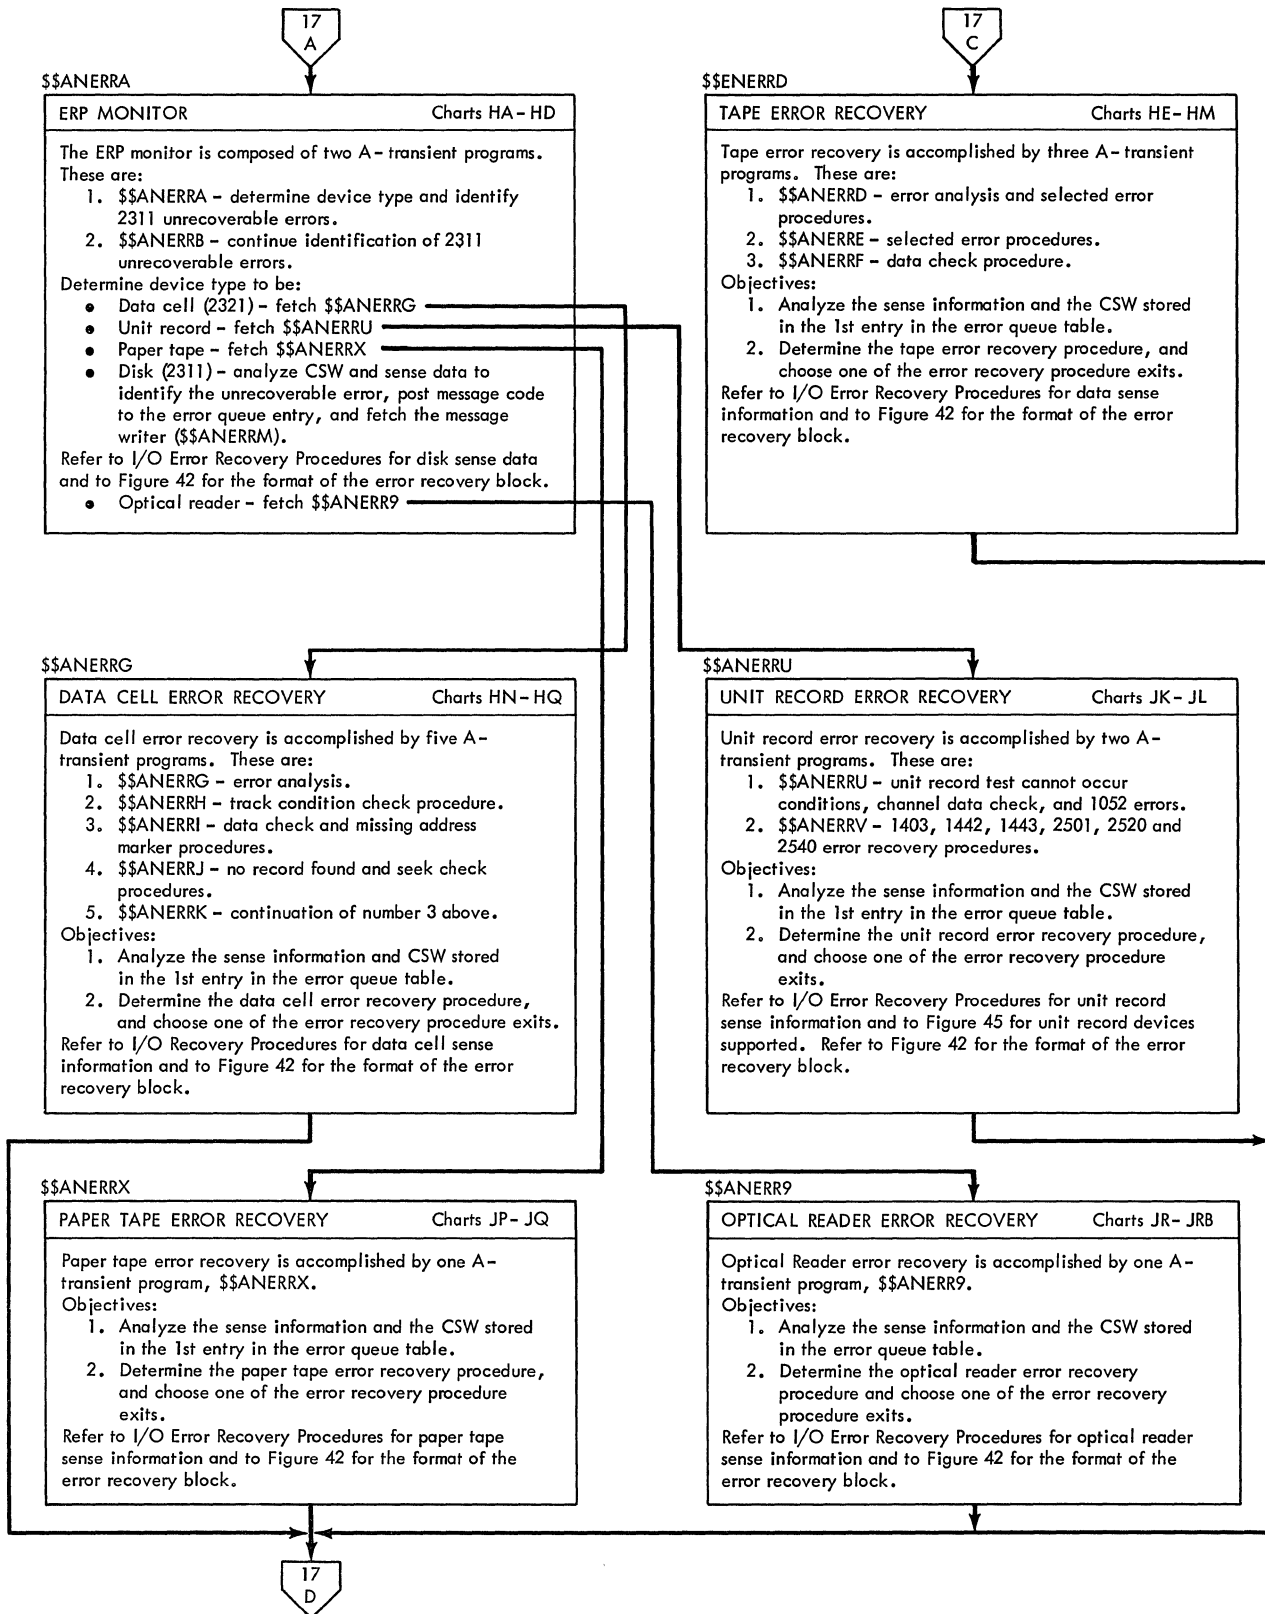 17
A
$$ANERRA
ERP MONITOR Charts HA-HD
The ERP monitor is composed of two A-transient programs.
These are:
1. $$ANERRA - determine device type and identify
2311 unrecoverable errors.
2. $$ANERRB - continue identification of 2311
unrecoverable errors.
Determine device type to be:
• Data cell (2321) - fetch $$ANERRG
• Unit record - fetch $$ANERRU
• Paper tape - fetch $$ANERRX
• Disk (2311) - analyze CSW and sense data to
identify the unrecoverable error, post message code
to the error queue entry, and fetch the message
writer ($$ANERRM).
Refer to I/O Error Recovery Procedures for disk sense data
and to Figure 42 for the format of the error recovery block.
• Optical reader - fetch $$ANERR9
17
C
$$ENERRD
TAPE ERROR RECOVERY Charts HE-HM
Tape error recovery is accomplished by three A-transient
programs. These are:
1. $$ANERRD - error analysis and selected error
procedures.
2. $$ANERRE - selected error procedures.
3. $$ANERRF - data check procedure.
Objectives:
1. Analyze the sense information and the CSW stored
in the 1st entry in the error queue table.
2. Determine the tape error recovery procedure, and
choose one of the error recovery procedure exits.
Refer to I/O Error Recovery Procedures for data sense
information and to Figure 42 for the format of the error
recovery block.
$$ANERRG
DATA CELL ERROR RECOVERY Charts HN-HQ
Data cell error recovery is accomplished by five A-
transient programs. These are:
1. $$ANERRG - error analysis.
2. $$ANERRH - track condition check procedure.
3. $$ANERRI - data check and missing address
marker procedures.
4. $$ANERRJ - no record found and seek check
procedures.
5. $$ANERRK - continuation of number 3 above.
Objectives:
1. Analyze the sense information and CSW stored
in the 1st entry in the error queue table.
2. Determine the data cell error recovery procedure,
and choose one of the error recovery procedure exits.
Refer to I/O Recovery Procedures for data cell sense
information and to Figure 42 for the format of the error
recovery block.
$$ANERRU
UNIT RECORD ERROR RECOVERY Charts JK-JL
Unit record error recovery is accomplished by two A-
transient programs. These are:
1. $$ANERRU - unit record test cannot occur
conditions, channel data check, and 1052 errors.
2. $$ANERRV - 1403, 1442, 1443, 2501, 2520 and
2540 error recovery procedures.
Objectives:
1. Analyze the sense information and the CSW stored
in the 1st entry in the error queue table.
2. Determine the unit record error recovery procedure,
and choose one of the error recovery procedure
exits.
Refer to I/O Error Recovery Procedures for unit record
sense information and to Figure 45 for unit record devices
supported. Refer to Figure 42 for the format of the error
recovery block.
$$ANERRX
PAPER TAPE ERROR RECOVERY Charts JP-JQ
Paper tape error recovery is accomplished by one A-
transient program, $$ANERRX.
Objectives:
1. Analyze the sense information and the CSW stored
in the 1st entry in the error queue table.
2. Determine the paper tape error recovery procedure,
and choose one of the error recovery procedure
exits.
Refer to I/O Error Recovery Procedures for paper tape
sense information and to Figure 42 for the format of the
error recovery block.
$$ANERR9
OPTICAL READER ERROR RECOVERY Charts JR-JRB
Optical Reader error recovery is accomplished by one A-
transient program, $$ANERR9.
Objectives:
1. Analyze the sense information and the CSW stored
in the error queue table.
2. Determine the optical reader error recovery
procedure and choose one of the error recovery
procedure exits.
Refer to I/O Error Recovery Procedures for optical reader
sense information and to Figure 42 for the format of the
error recovery block.
17
D